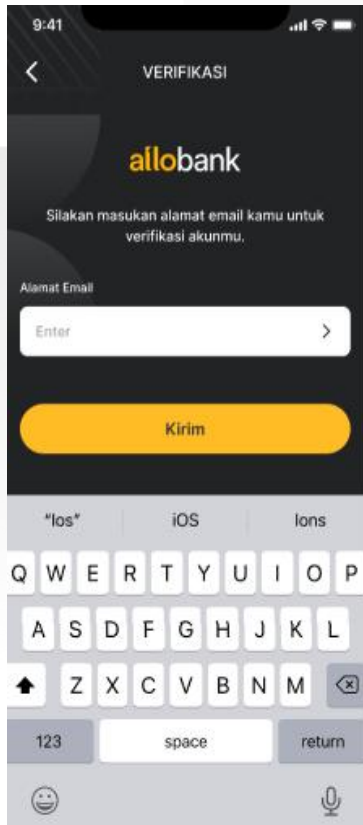 9:41
VERIFIKASI
allobank
Silakan masukan alamat email kamu untuk
verifikasi akunmu.
Alamat Email
Enter
Kirim
"Ios" iOS Ions
Q W E R T Y U I O P
A S D F G H J K L
Z X C V B N M
123 space return